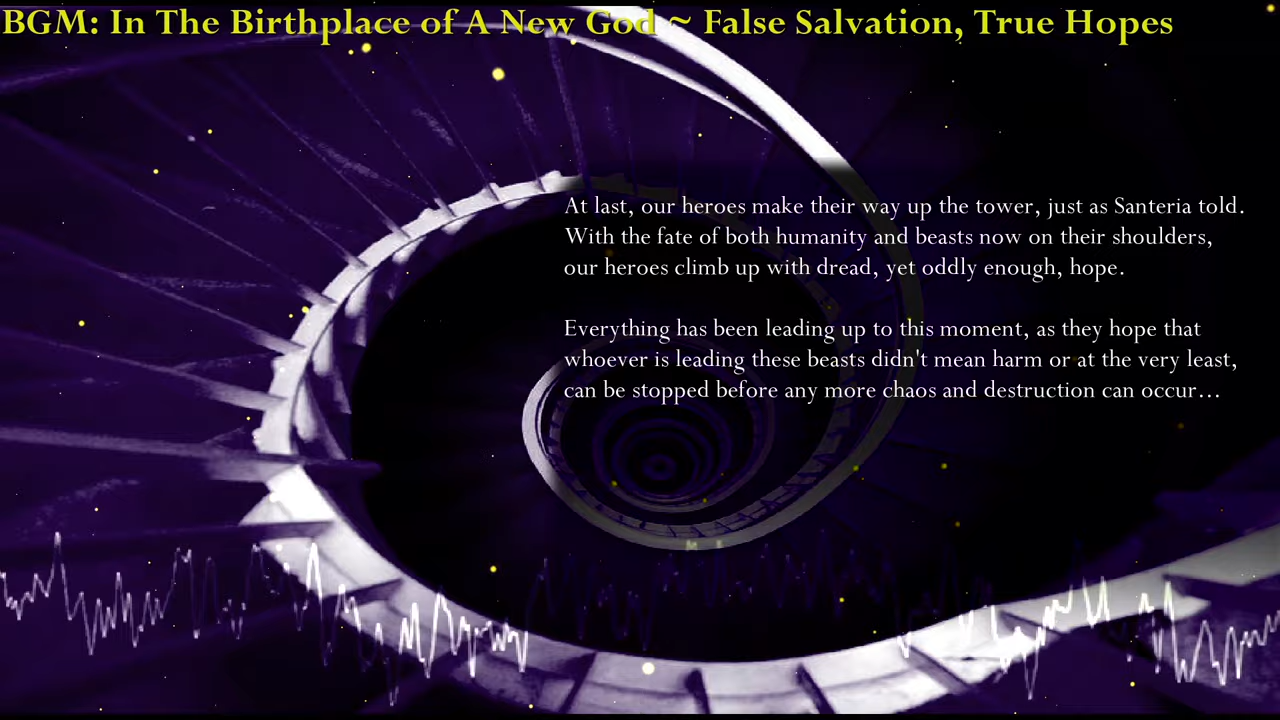 BGM: In The Birthplace of A New God ~ False Salvation, True Hopes
At last, our heroes make their way up the tower, just as Santeria told.
With the fate of both humanity and beasts now on their shoulders,
our heroes climb up with dread, yet oddly enough, hope.
Everything has been leading up to this moment, as they hope that
whoever is leading these beasts didn't mean harm or at the very least,
can be stopped before any more chaos and destruction can occur…